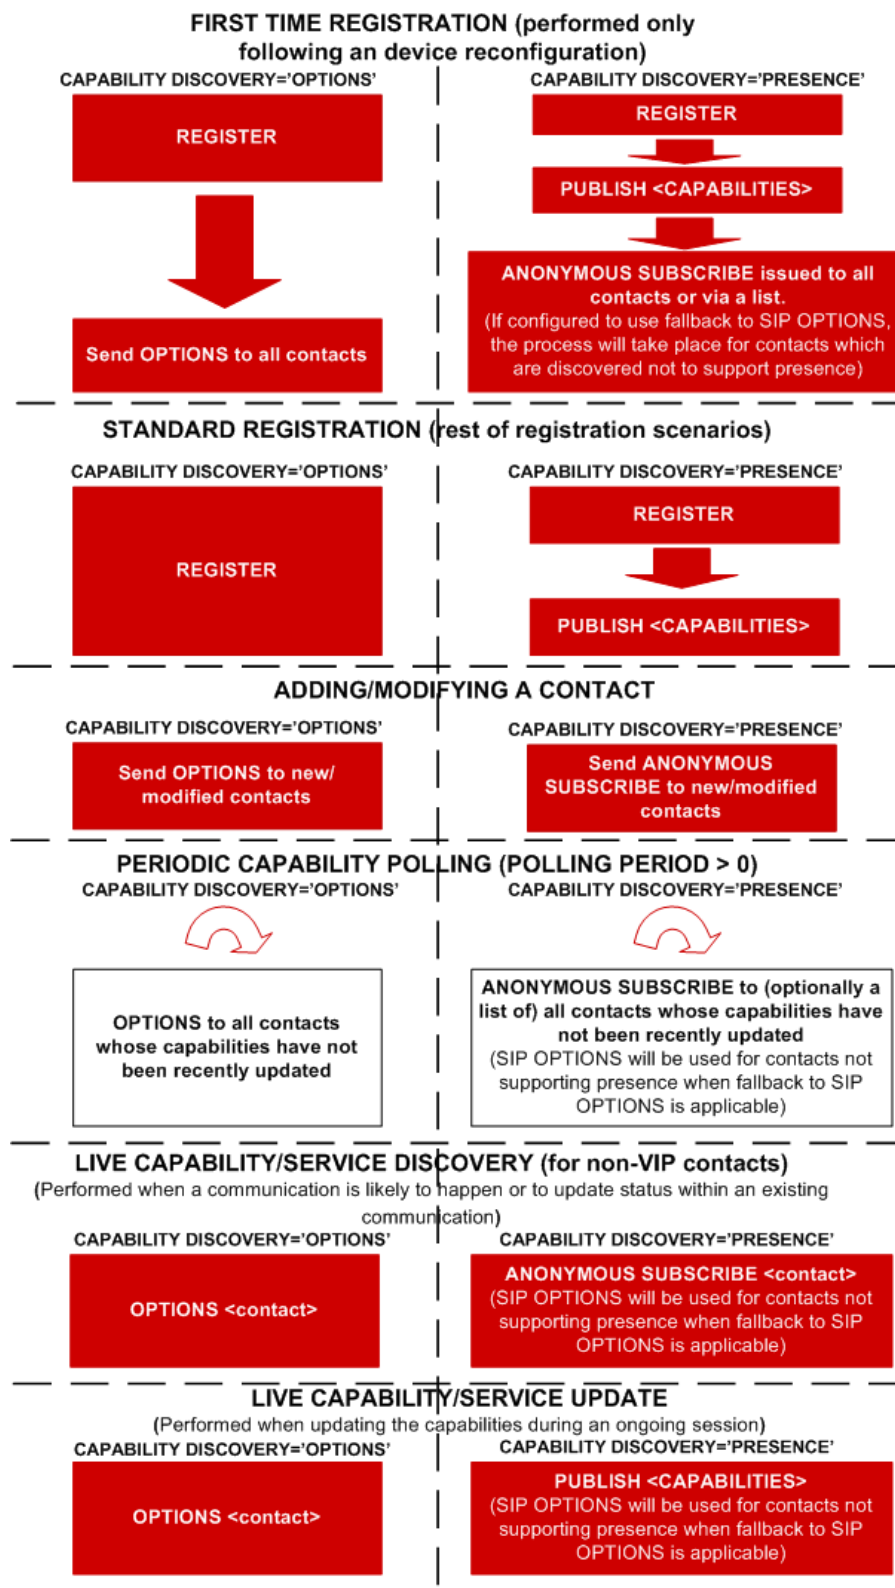 FIRST TIME REGISTRATION (performed only
following an device reconfiguration)
CAPABILITY DISCOVERY='OPTIONS'
REGISTER
Send OPTIONS to all contacts
CAPABILITY DISCOVERY='PRESENCE'
REGISTER
PUBLISH <CAPABILITIES>
ANONYMOUS SUBSCRIBE issued to all
contacts or via a list.
(If configured to use fallback to SIP OPTIONS,
the process will take place for contacts which
are discovered not to support presence)
STANDARD REGISTRATION (rest of registration scenarios)
CAPABILITY DISCOVERY='OPTIONS'
REGISTER
CAPABILITY DISCOVERY='PRESENCE'
REGISTER
PUBLISH <CAPABILITIES>
ADDING/MODIFYING A CONTACT
CAPABILITY DISCOVERY='OPTIONS'
Send OPTIONS to new/
modified contacts
CAPABILITY DISCOVERY='PRESENCE'
Send ANONYMOUS
SUBSCRIBE to new/modified
contacts
PERIODIC CAPABILITY POLLING (POLLING PERIOD > 0)
CAPABILITY DISCOVERY='OPTIONS'
OPTIONS to all contacts
whose capabilities have not
been recently updated
CAPABILITY DISCOVERY='PRESENCE'
ANONYMOUS SUBSCRIBE to (optionally a
list of) all contacts whose capabilities have
not been recently updated
(SIP OPTIONS will be used for contacts not
supporting presence when fallback to SIP
OPTIONS is applicable)
LIVE CAPABILITY/SERVICE DISCOVERY (for non-VIP contacts)
(Performed when a communication is likely to happen or to update status within an existing
communication)
CAPABILITY DISCOVERY='OPTIONS'
OPTIONS <contact>
CAPABILITY DISCOVERY='PRESENCE'
ANONYMOUS SUBSCRIBE <contact>
(SIP OPTIONS will be used for contacts not
supporting presence when fallback to SIP
OPTIONS is applicable)
LIVE CAPABILITY/SERVICE UPDATE
(Performed when updating the capabilities during an ongoing session)
CAPABILITY DISCOVERY='OPTIONS'
OPTIONS <contact>
CAPABILITY DISCOVERY='PRESENCE'
PUBLISH <CAPABILITIES>
(SIP OPTIONS will be used for contacts not
supporting presence when fallback to SIP
OPTIONS is applicable)